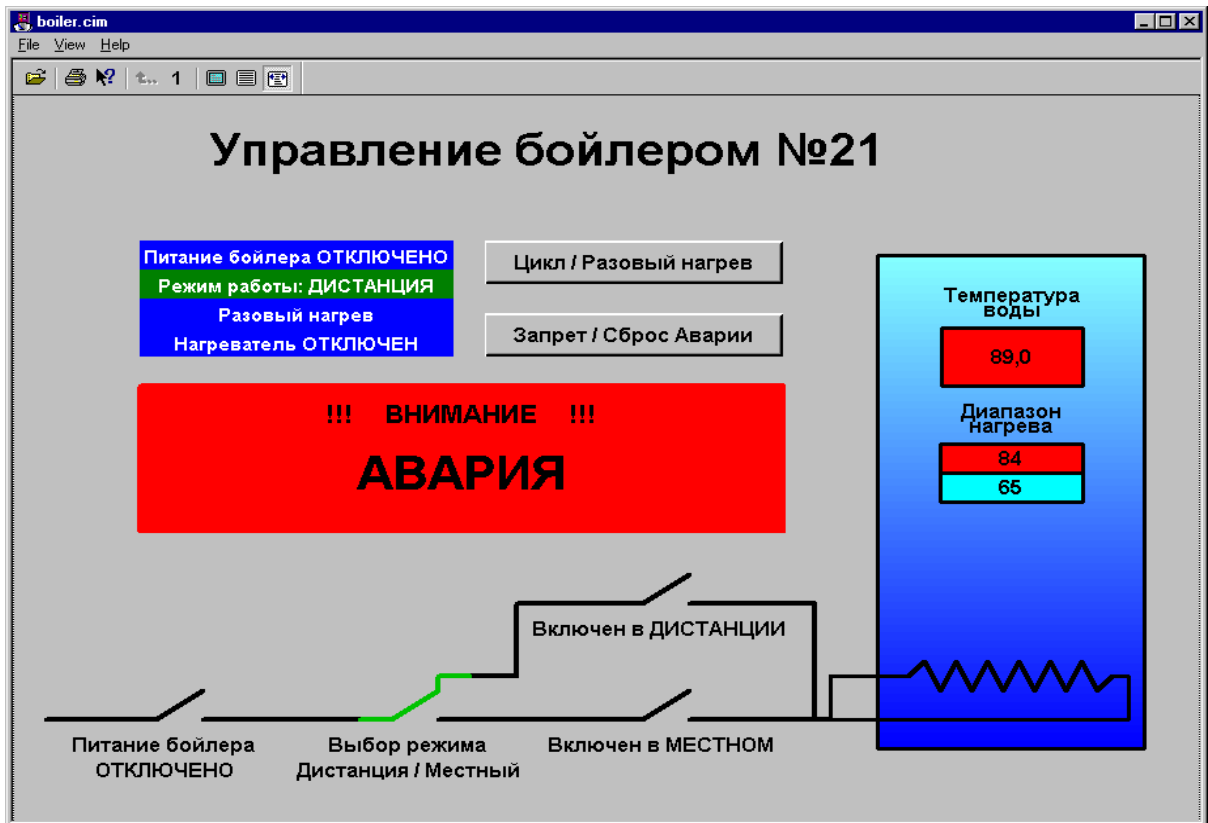 boiler.cim
File View Help
1
Управление бойлером №21
Питание бойлера ОТКЛЮЧЕНО
Режим работы: ДИСТАНЦИЯ
Разовый нагрев
Нагреватель ОТКЛЮЧЕН
Цикл / Разовый нагрев
Запрет / Сброс Аварии
!!! ВНИМАНИЕ !!!
АВАРИЯ
Температура
воды
89,0
Диапазон
нагрева
84
65
Включен в ДИСТАНЦИИ
Питание бойлера
ОТКЛЮЧЕНО
Выбор режима
Дистанция / Местный
Включен в МЕСТНОМ